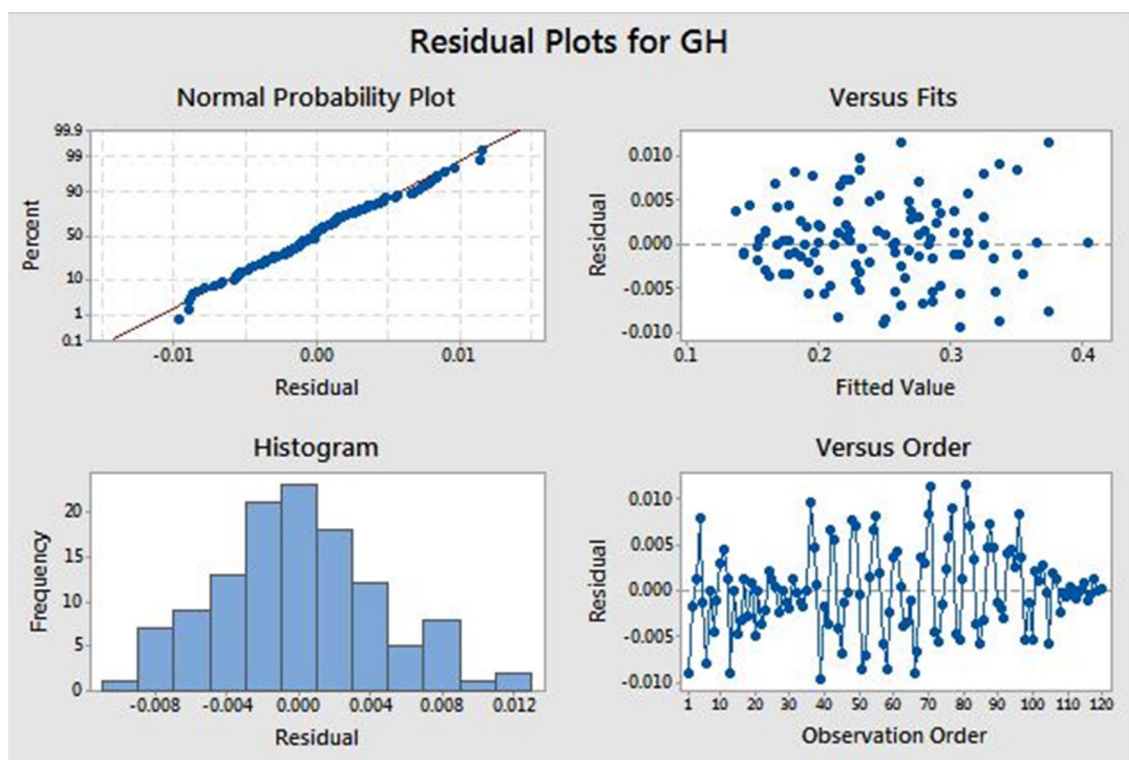 Residual Plots for GH
Normal Probability Plot
99.9
99
90
50
10
1
0.1
Percent
-0.01 0.00 0.01
Residual
Versus Fits
0.010
0.005
0.000
-0.005
-0.010
Residual
0.1 0.2 0.3 0.4
Fitted Value
Histogram
20
15
10
5
0
Frequency
-0.008 -0.004 0.000 0.004 0.008 0.012
Residual
Versus Order
0.010
0.005
0.000
-0.005
-0.010
Residual
1 10 20 30 40 50 60 70 80 90 100 110 120
Observation Order